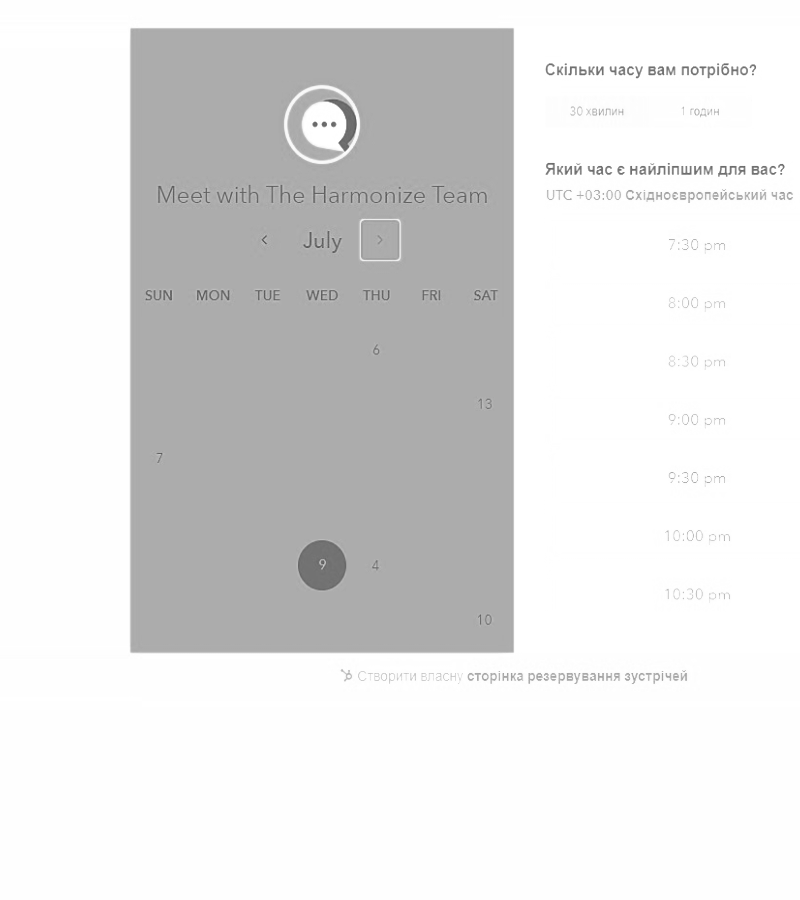 Meet with The Harmonize Team
July
SUN MON TUE WED THU FRI SAT
6
13
7
9 4
10
Скільки часу вам потрібно?
30 хвилин 1 годин
Який час є найліпшим для вас?
UTC +03:00 Східноєвропейський час
7:30 pm
8:00 pm
8:30 pm
9:00 pm
9:30 pm
10:00 pm
10:30 pm
Створити власну сторінка резервування зустрічей